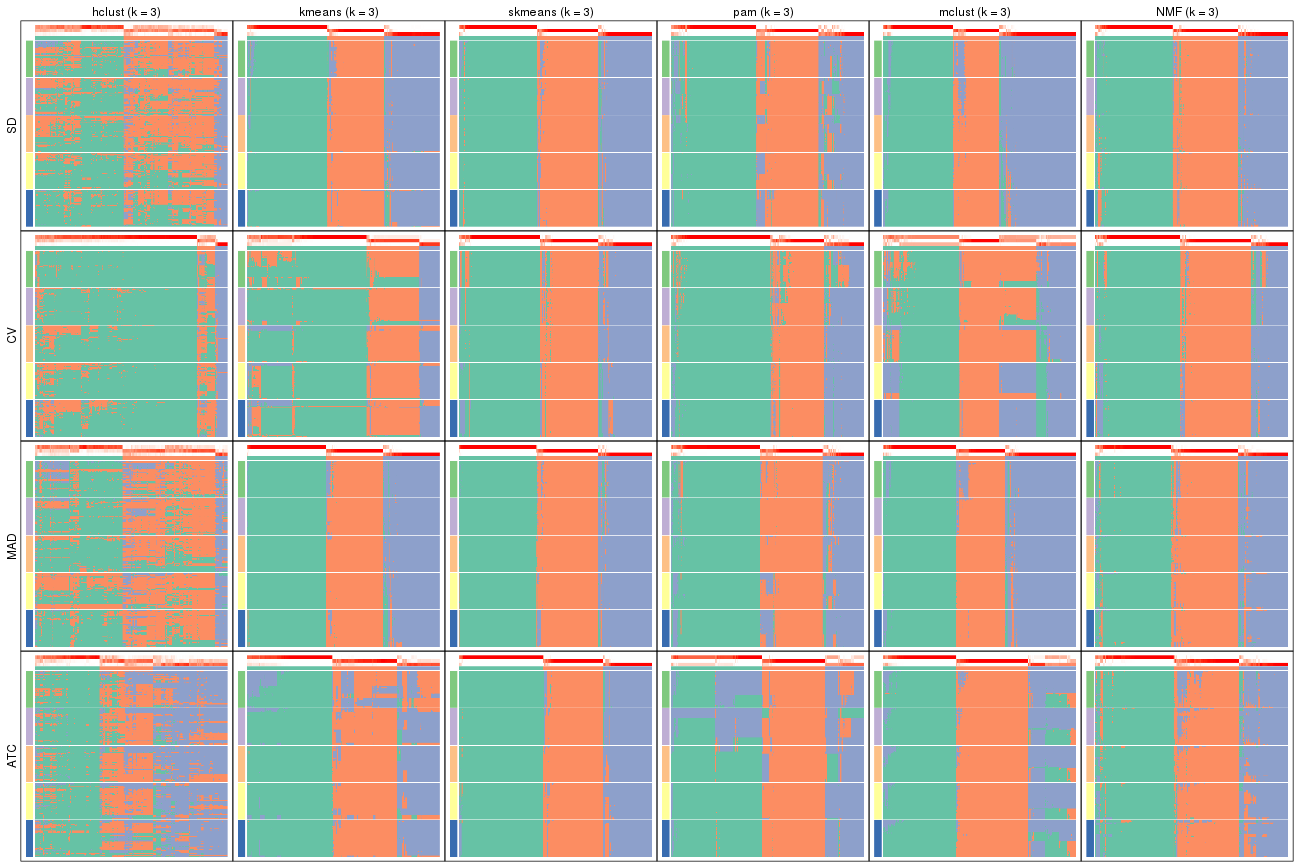 hclust (k = 3) kmeans (k = 3) skmeans (k = 3) pam (k = 3) mclust (k = 3) NMF (k = 3)
SD
CV
MAD
ATC